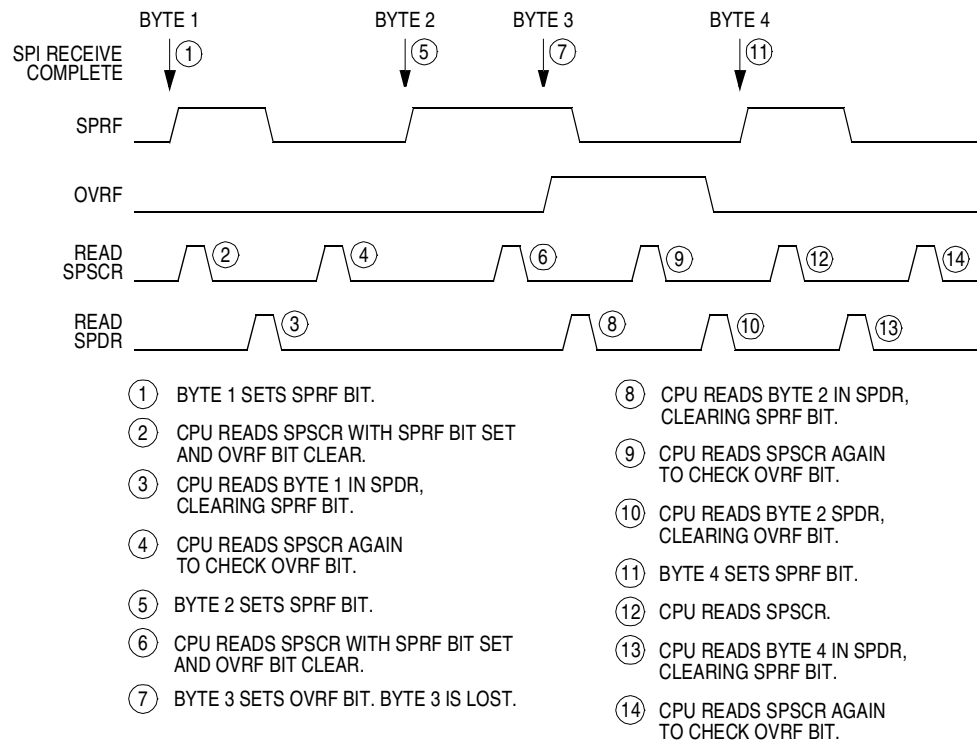 BYTE 1 BYTE 2 BYTE 3 BYTE 4
SPI RECEIVE
COMPLETE
1 5 7 11
SPRF
OVRF
READ
SPSCR
2 4 6 9 12 14
READ
SPDR
3 8 10 13
1 BYTE 1 SETS SPRF BIT.
2 CPU READS SPSCR WITH SPRF BIT SET
AND OVRF BIT CLEAR.
3 CPU READS BYTE 1 IN SPDR,
CLEARING SPRF BIT.
4 CPU READS SPSCR AGAIN
TO CHECK OVRF BIT.
5 BYTE 2 SETS SPRF BIT.
6 CPU READS SPSCR WITH SPRF BIT SET
AND OVRF BIT CLEAR.
7 BYTE 3 SETS OVRF BIT. BYTE 3 IS LOST.
8 CPU READS BYTE 2 IN SPDR,
CLEARING SPRF BIT.
9 CPU READS SPSCR AGAIN
TO CHECK OVRF BIT.
10 CPU READS BYTE 2 SPDR,
CLEARING OVRF BIT.
11 BYTE 4 SETS SPRF BIT.
12 CPU READS SPSCR.
13 CPU READS BYTE 4 IN SPDR,
CLEARING SPRF BIT.
14 CPU READS SPSCR AGAIN
TO CHECK OVRF BIT.